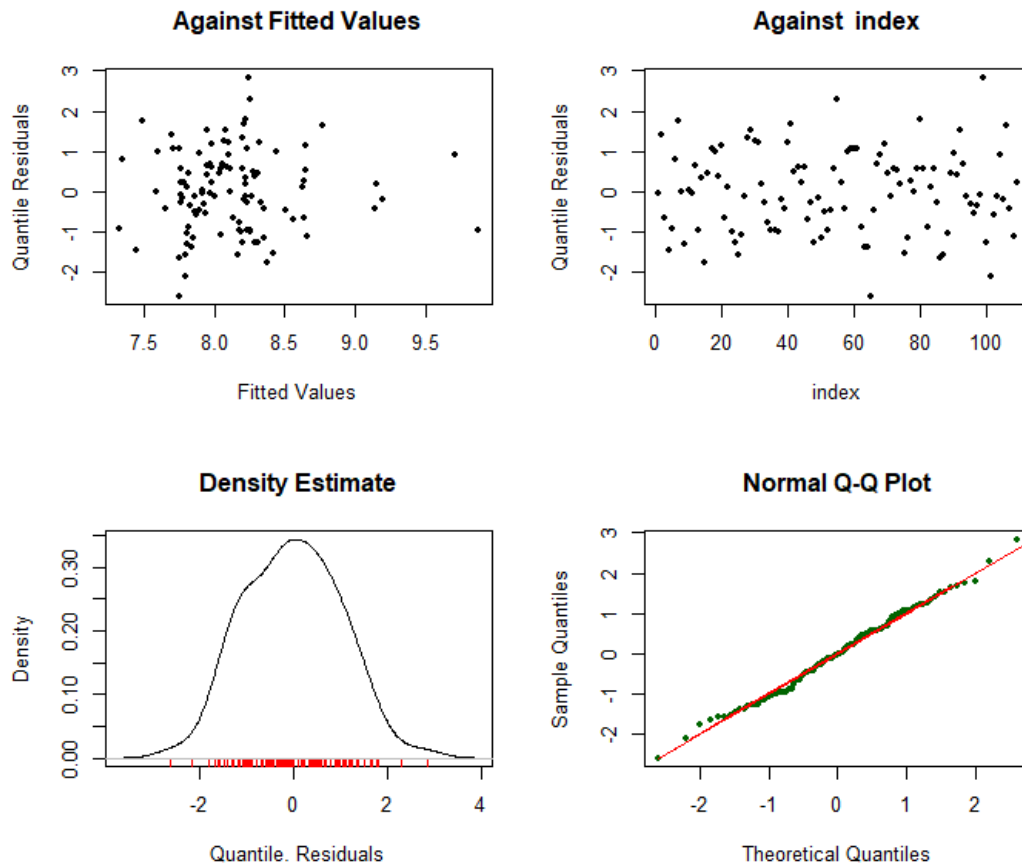 Against Fitted Values
Quantile Residuals
3
2
1
0
-1
-2
7.5 8.0 8.5 9.0 9.5
Fitted Values
Against index
Quantile Residuals
3
2
1
0
-1
-2
0 20 40 60 80 100
index
Density Estimate
Density
0.30
0.20
0.10
0.00
-2 0 2 4
Quantile. Residuals
Normal Q-Q Plot
Sample Quantiles
3
2
1
0
-1
-2
-2 -1 0 1 2
Theoretical Quantiles